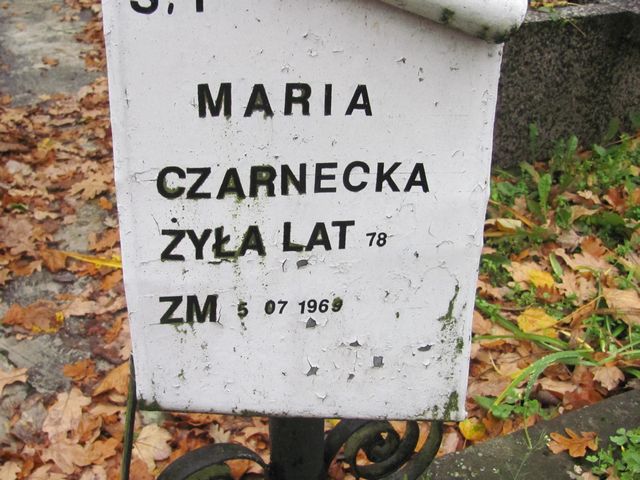 Ś, P
MARIA
CZARNECKA
ŻYŁA LAT 78
ZM 5 07 1969